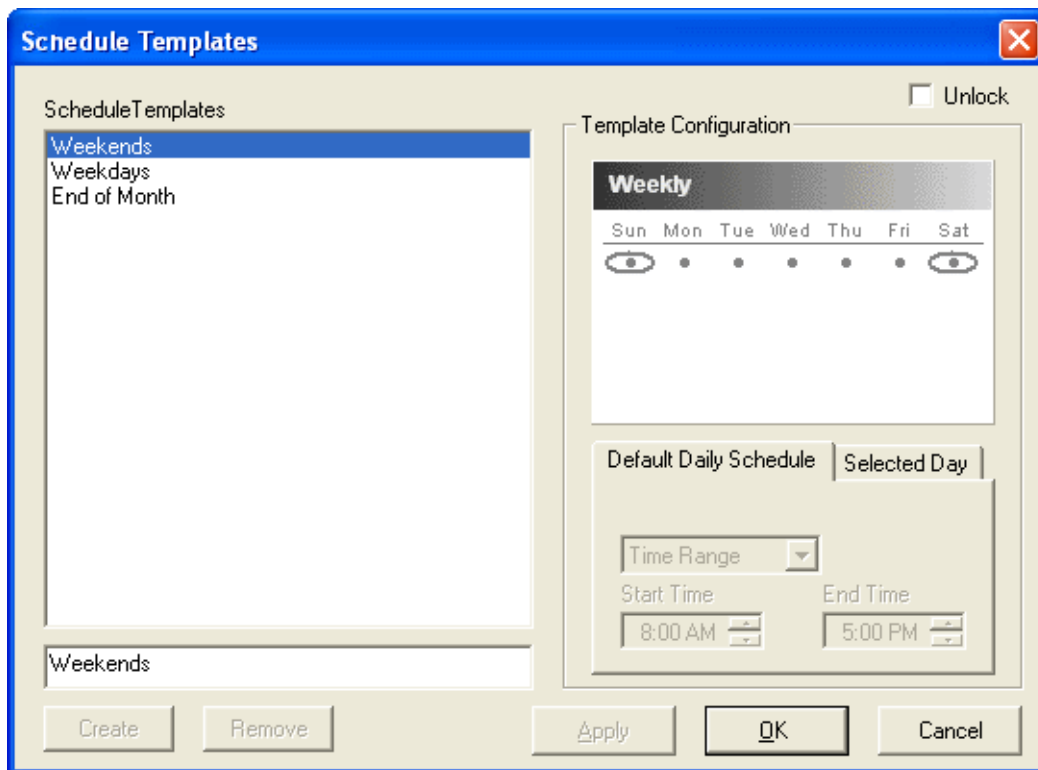 Schedule Templates
Unlock
ScheduleTemplates
Weekends
Weekdays
End of Month
Weekends
Create Remove
Template Configuration
Weekly
Sun Mon Tue Wed Thu Fri Sat
Default Daily Schedule Selected Day
Time Range
Start Time End Time
8:00 AM 5:00 PM
Apply OK Cancel